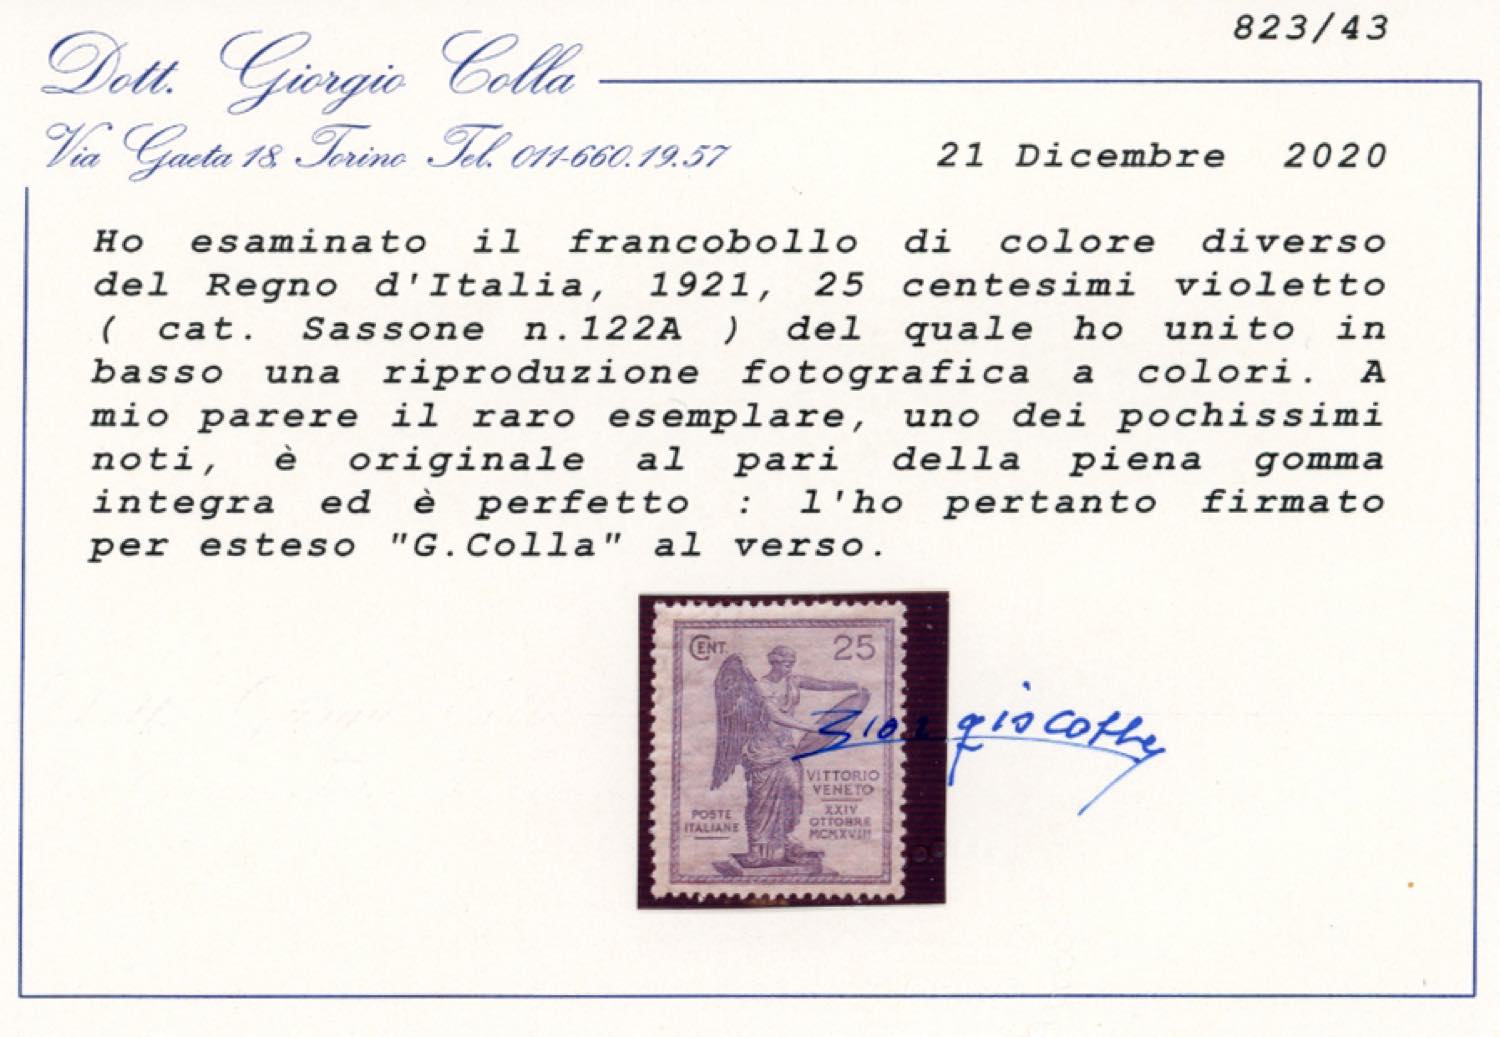 823/43
Dott. Giorgio Colla
Via Gaeta 18 Torino Tel. 011-660.19.57
21 Dicembre 2020
Ho esaminato il francobollo di colore diverso
del Regno d'Italia, 1921, 25 centesimi violetto
( cat. Sassone n.122A ) del quale ho unito in
basso una riproduzione fotografica a colori. A
mio parere il raro esemplare, uno dei pochissimi
noti, è originale al pari della piena gomma
integra ed è perfetto : l'ho pertanto firmato
per esteso "G.Colla" al verso.
CENT. 25
giorgio colla
VITTORIO
VENETO
XXIV
OTTOBRE
MCMXVIII
POSTE
ITALIANE